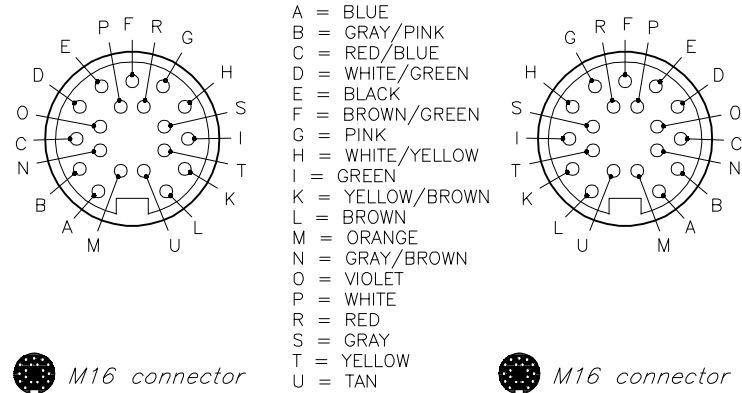 P F R
E G
D H
O S
C I
N T
B K
A L
M U
A = BLUE
B = GRAY/PINK
C = RED/BLUE
D = WHITE/GREEN
E = BLACK
F = BROWN/GREEN
G = PINK
H = WHITE/YELLOW
I = GREEN
K = YELLOW/BROWN
L = BROWN
M = ORANGE
N = GRAY/BROWN
O = VIOLET
P = WHITE
R = RED
S = GRAY
T = YELLOW
U = TAN
R F P
G E
H D
S O
I C
T N
K B
L A
U M
M16 connector
M16 connector